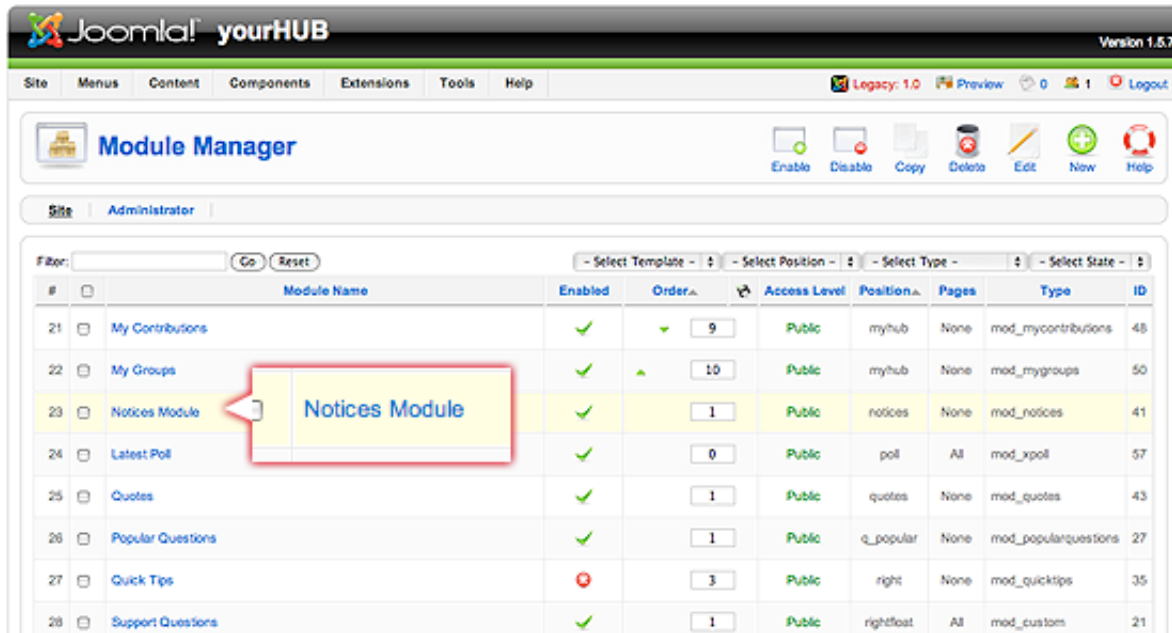 Joomla! yourHUB
Version 1.5.7
Site Menus Content Components Extensions Tools Help Legacy: 1.0 Preview 0 1 Logout
Module Manager
Enable Disable Copy Delete Edit New Help
Site Administrator
Filter: Go Reset - Select Template - - Select Position - - Select Type - - Select State -
# Module Name Enabled Order Access Level Position Pages Type ID
21 My Contributions 9 Public myhub None mod_mycontributions 48
22 My Groups 10 Public myhub None mod_mygroups 50
23 Notices Module 1 Public notices None mod_notices 41
Notices Module
24 Latest Poll 0 Public poll All mod_xpoll 57
25 Quotes 1 Public quotes None mod_quotes 43
26 Popular Questions 1 Public q_popular None mod_popularquestions 27
27 Quick Tips 3 Public right None mod_quicktips 35
28 Support Questions 1 Public rightfloat All mod_custom 21